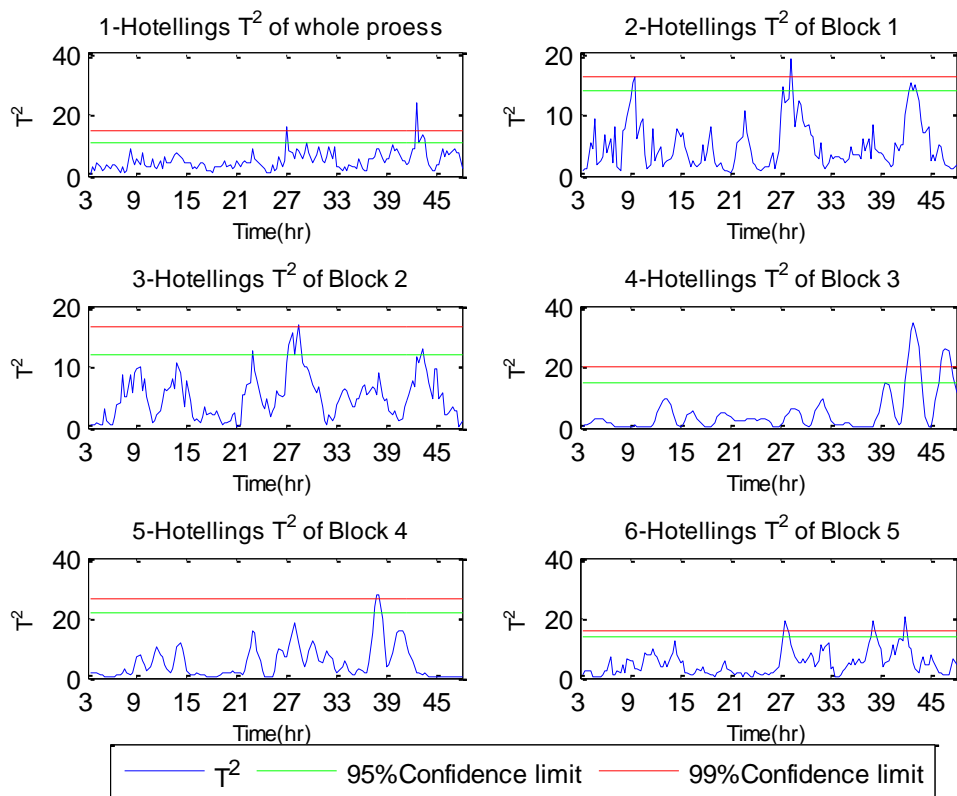 1-Hotellings T² of whole proess
40
20
0
T²
3 9 15 21 27 33 39 45
Time(hr)
2-Hotellings T² of Block 1
20
10
0
T²
3 9 15 21 27 33 39 45
Time(hr)
3-Hotellings T² of Block 2
20
10
0
T²
3 9 15 21 27 33 39 45
Time(hr)
4-Hotellings T² of Block 3
40
20
0
T²
3 9 15 21 27 33 39 45
Time(hr)
5-Hotellings T² of Block 4
40
20
0
T²
3 9 15 21 27 33 39 45
Time(hr)
6-Hotellings T² of Block 5
40
20
0
T²
3 9 15 21 27 33 39 45
Time(hr)
T² 95%Confidence limit 99%Confidence limit